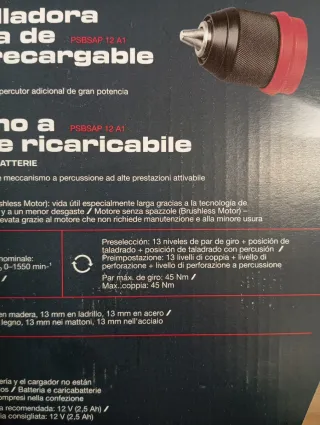 lladora
a de PSBSAP 12 A1
recargable
percutor adicional de gran potencia
no a PSBSAP 12 A1
e ricaricabile
BATTERIE
e meccanismo a percussione ad alte prestazioni attivabile
shless Motor): vida útil especialmente larga gracias a la tecnología de
y a un menor desgaste / Motore senza spazzole (Brushless Motor) –
levata grazie al motore che non richiede manutenzione e alla minore usura
nominale:
0–1550 min⁻¹
Preselección: 13 niveles de par de giro + posición de
taladrado + posición de taladrado con percusión /
Preimpostazione: 13 livelli di coppia + livello di
perforazione + livello di perforazione a percussione
Par máx. de giro: 45 Nm /
Max. coppia: 45 Nm
en madera, 13 mm en ladrillo, 13 mm en acero /
legno, 13 mm nei mattoni, 13 mm nell'acciaio
ería y el cargador no están
os / Batteria e caricabatterie
compresi nella confezione
a recomendada: 12 V (2,5 Ah) /
ia consigliata: 12 V (2,5 Ah)